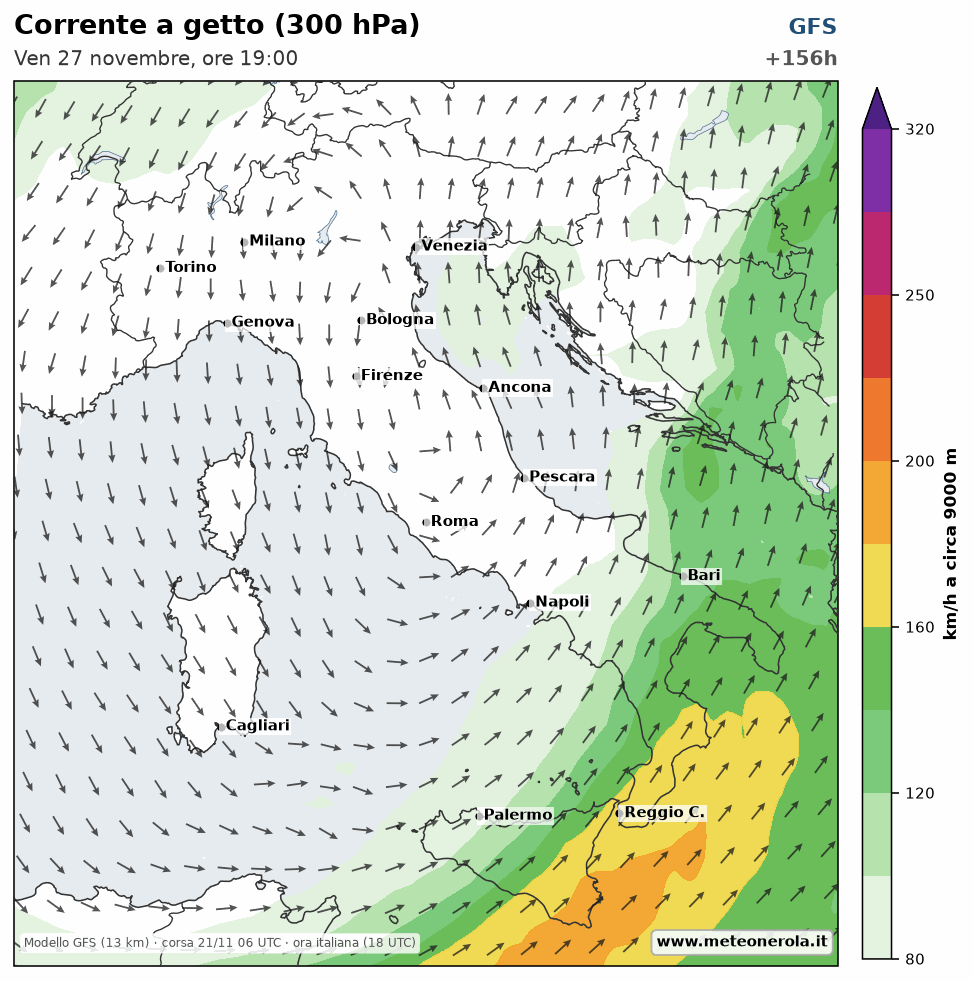 Corrente a getto (300 hPa)
GFS
Ven 27 novembre, ore 19:00
+156h
Milano
Venezia
Torino
Genova
Bologna
Firenze
Ancona
Pescara
Roma
Bari
Napoli
Cagliari
Palermo
Reggio C.
Modello GFS (13 km) · corsa 21/11 06 UTC · ora italiana (18 UTC)
www.meteonerola.it
320
250
200
160
120
80
km/h a circa 9000 m